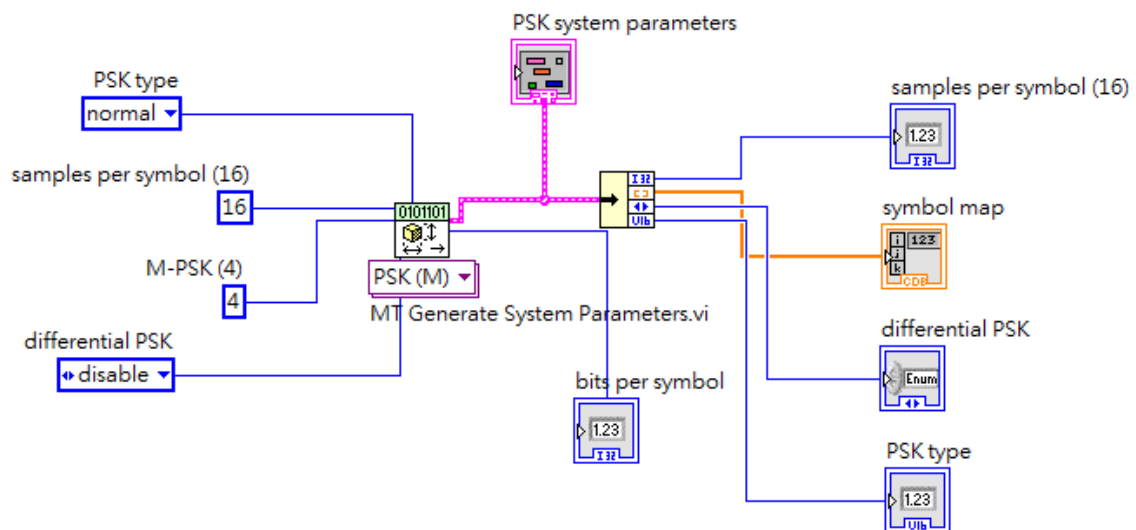 PSK system parameters
PSK type
normal
samples per symbol (16)
16
0101101
M-PSK (4)
4
PSK (M)
MT Generate System Parameters.vi
differential PSK
disable
bits per symbol
1.23
I32
I32
U16
samples per symbol (16)
1.23
I32
symbol map
i
j
k
123
CDB
differential PSK
Enum
PSK type
1.23
U16